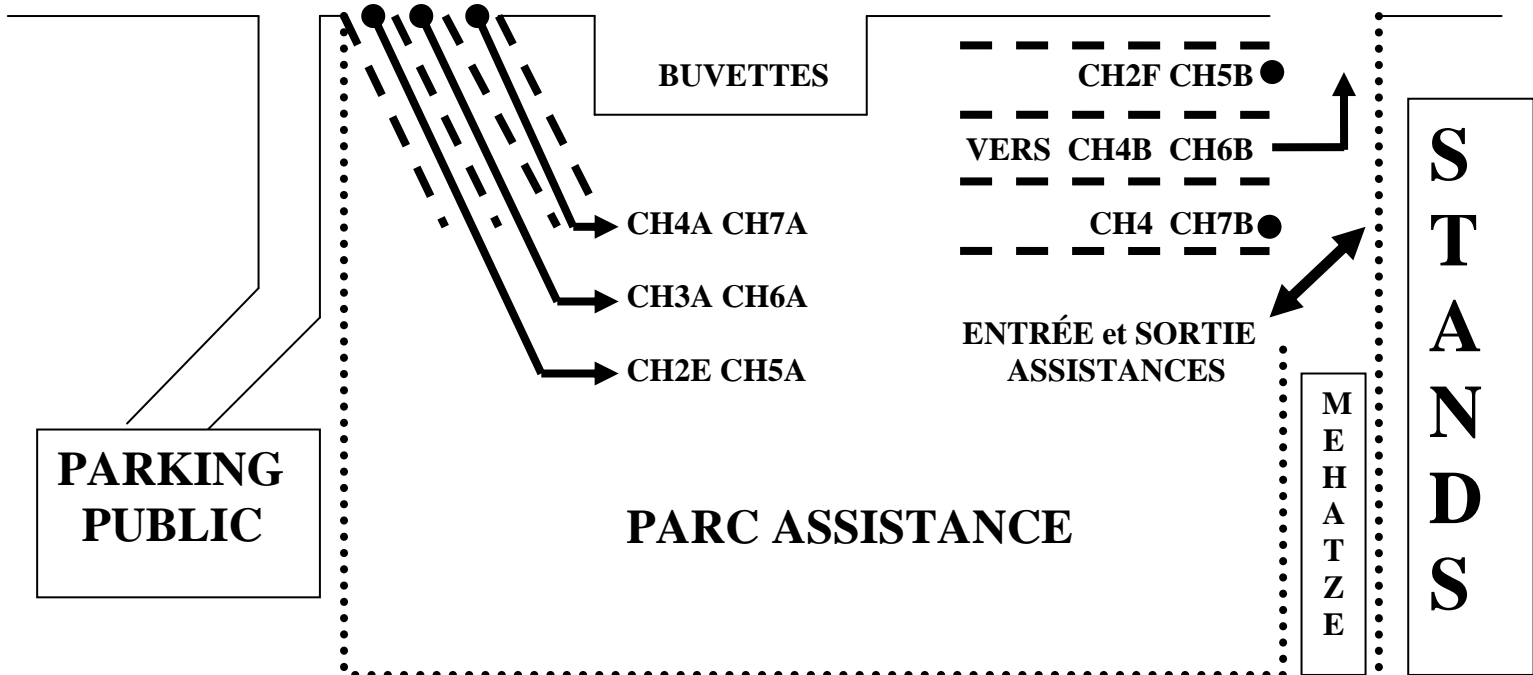 BUVETTES
CH2F CH5B
VERS CH4B CH6B
CH4 CH7B
CH4A CH7A
CH3A CH6A
CH2E CH5A
ENTRÉE et SORTIE
ASSISTANCES
PARKING
PUBLIC
PARC ASSISTANCE
MEHATZE
STANDS